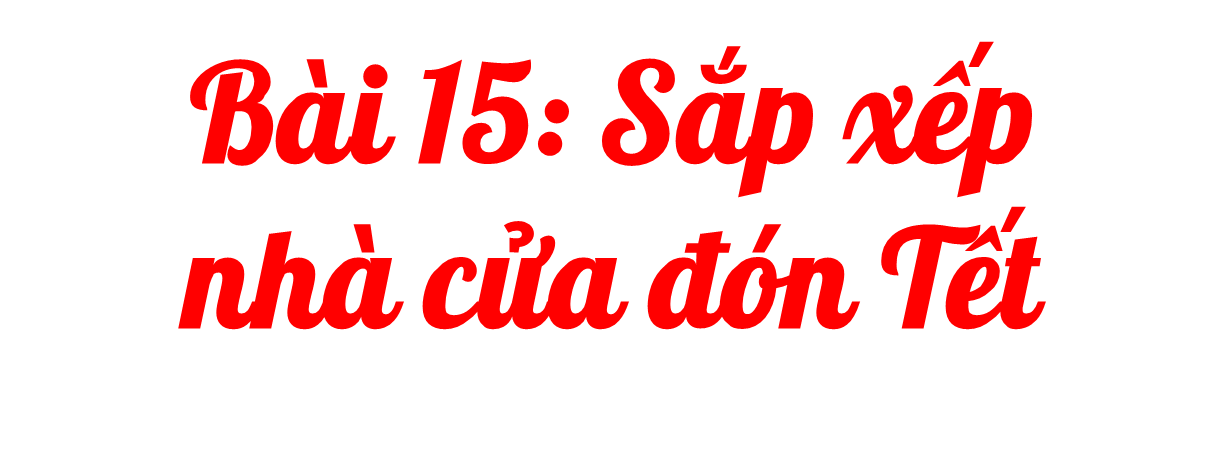 Bài 15: Sắp xếp
nhà cửa đón Tết